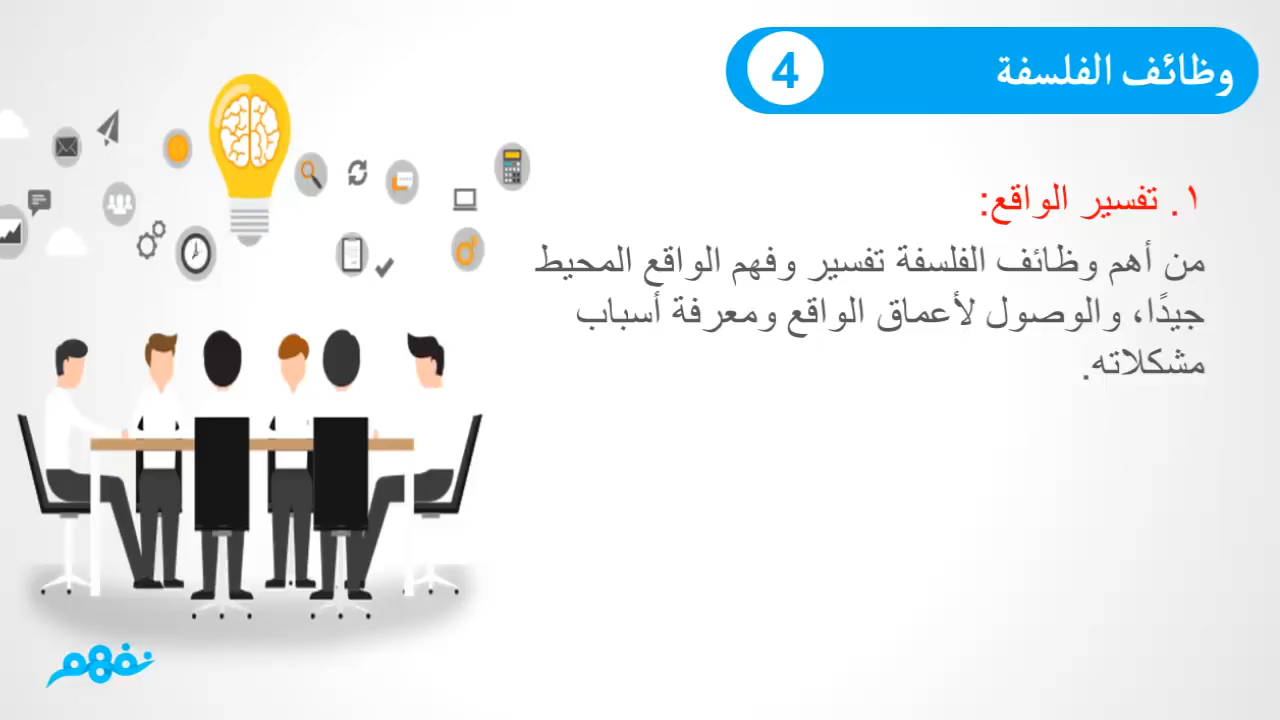 وظائف الفلسفة
4
١. تفسير الواقع:
من أهم وظائف الفلسفة تفسير وفهم الواقع المحيط
جيدًا، والوصول لأعماق الواقع ومعرفة أسباب
مشكلاته.
نفهم